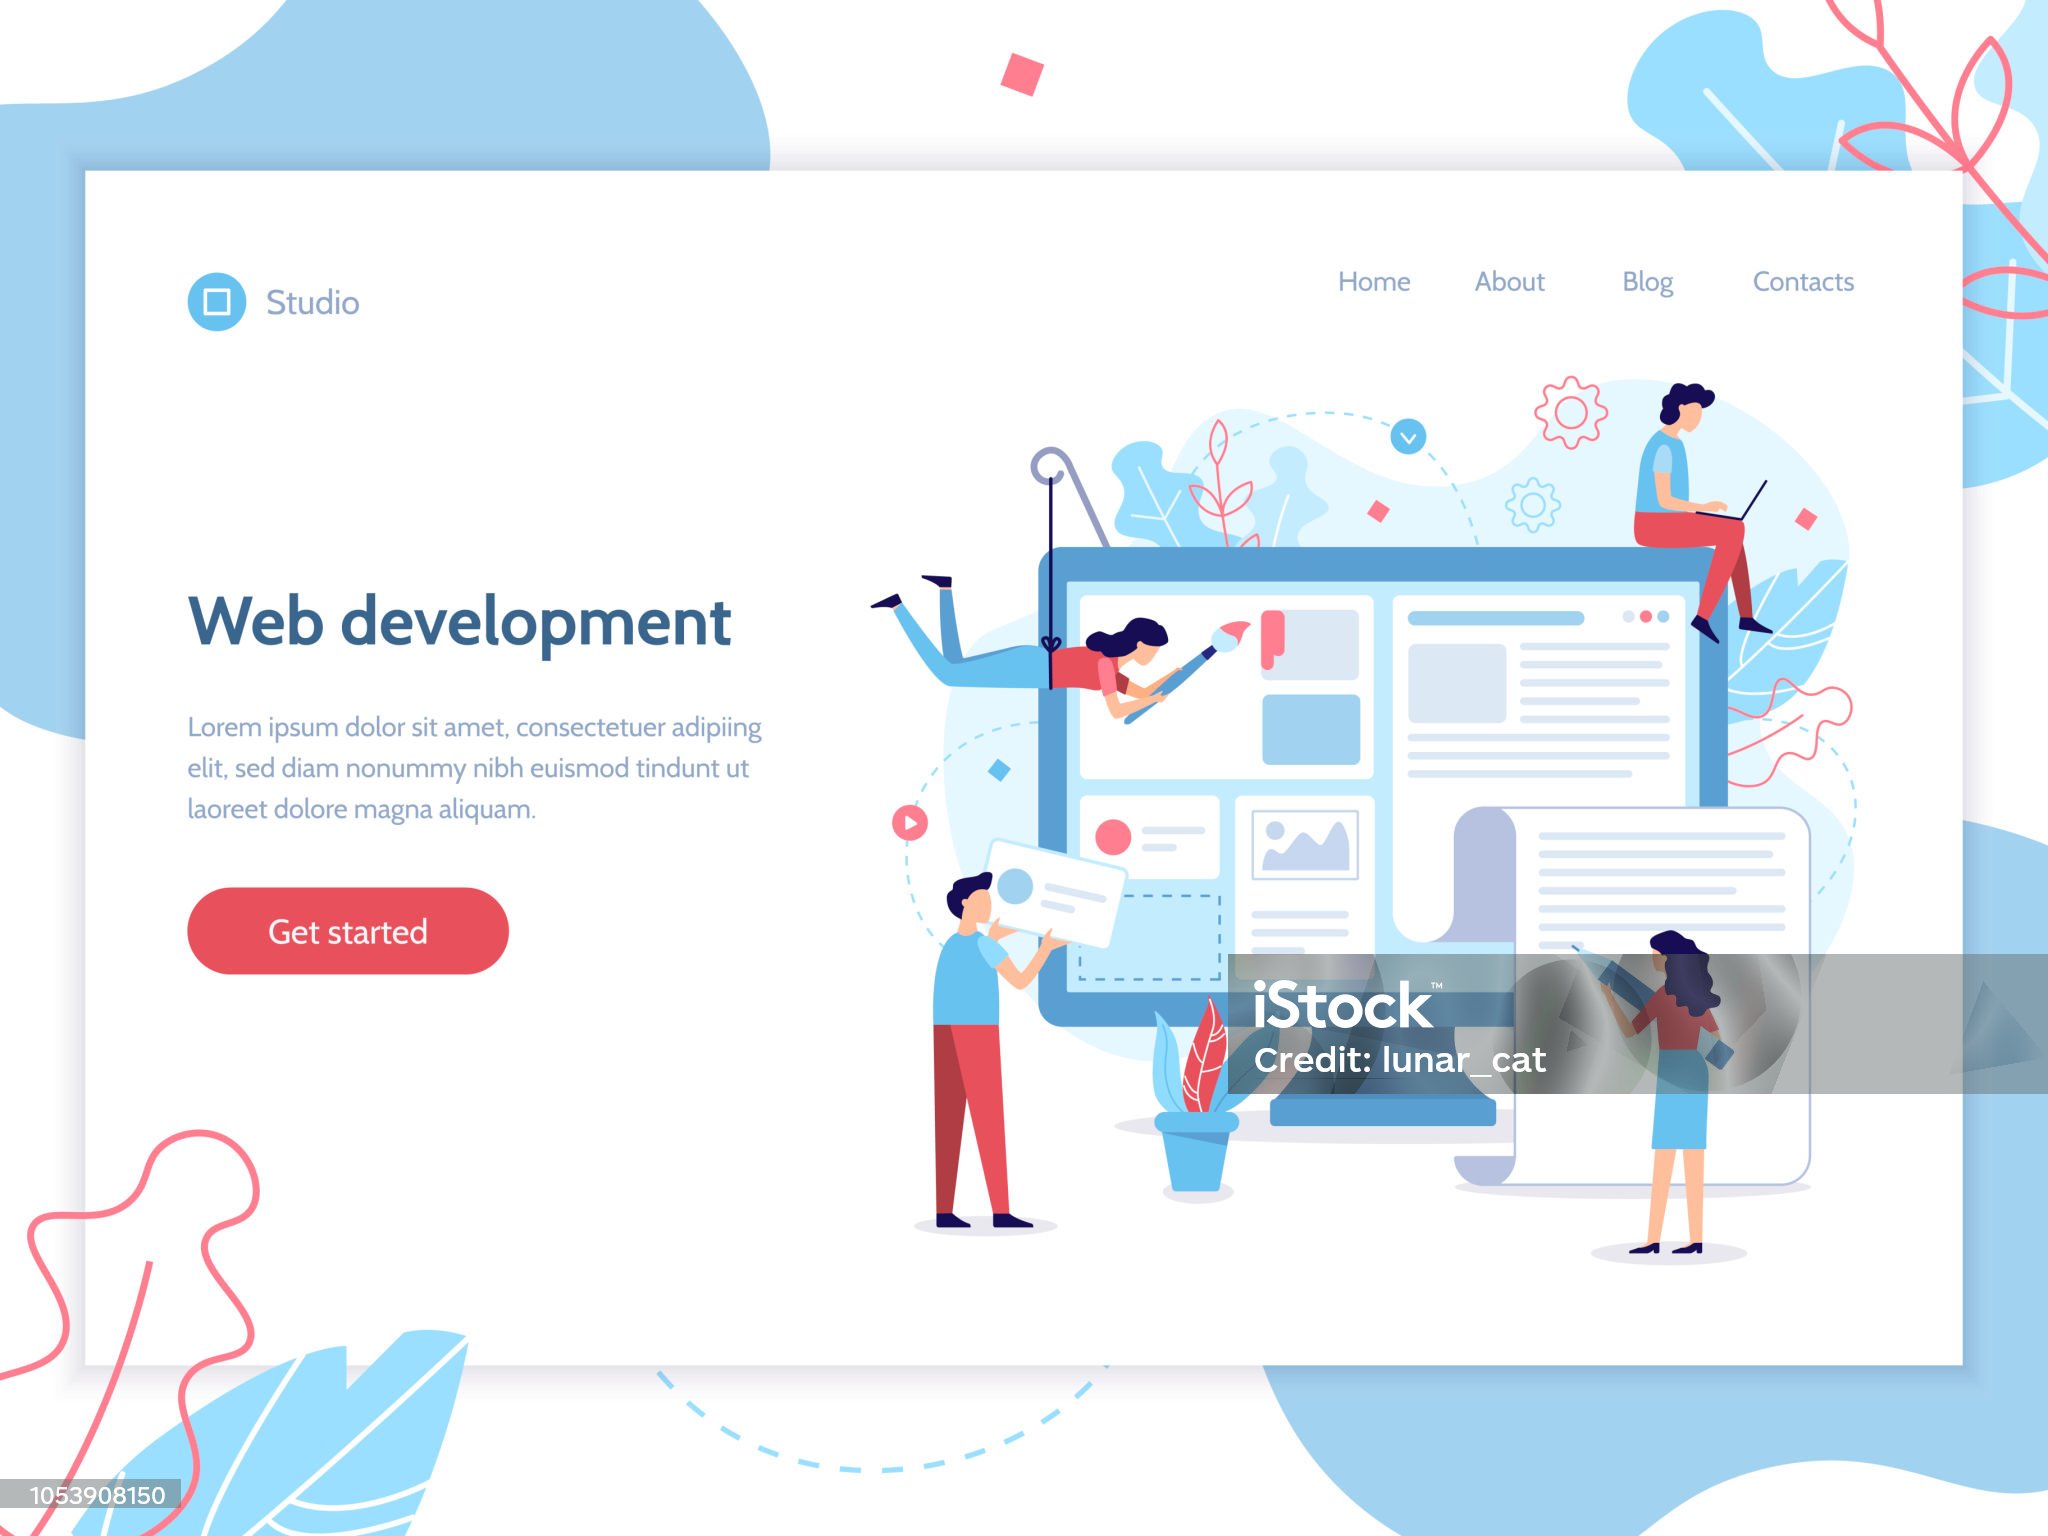 Studio
Home
About
Blog
Contacts
Web development
Lorem ipsum dolor sit amet, consectetuer adipiing
elit, sed diam nonummy nibh euismod tindunt ut
laoreet dolore magna aliquam.
Get started
iStock™
Credit: lunar_cat
1053908150